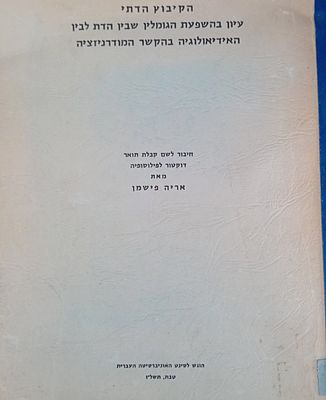 הקיבוץ הדתי
עיון בהשפעת הגומלין שבין הדת לבין
האידיאולוגיה בהקשר המודרניזציה
חיבור לשם קבלת תואר
דוקטור לפילוסופיה
מאת
אריה פישמן
הוגש לסינט האוניברסיטה העברית
טבת, תשל"ו